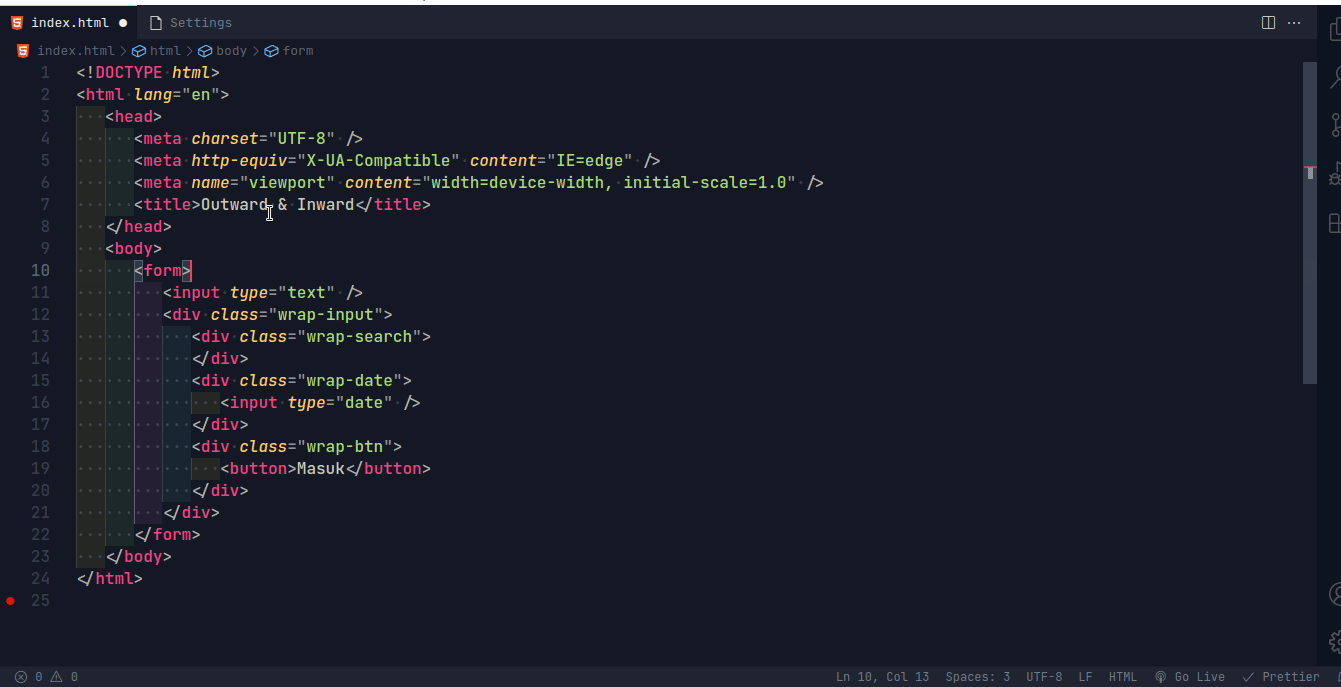 index.html ● Settings ···
index.html > html > body > form
1 <!DOCTYPE html>
2 <html lang="en">
3 <head>
4 <meta charset="UTF-8" />
5 <meta http-equiv="X-UA-Compatible" content="IE=edge" />
6 <meta name="viewport" content="width=device-width, initial-scale=1.0" />
7 <title>Outward & Inward</title>
8 </head>
9 <body>
10 <form>
11 <input type="text" />
12 <div class="wrap-input">
13 <div class="wrap-search">
14 </div>
15 <div class="wrap-date">
16 <input type="date" />
17 </div>
18 <div class="wrap-btn">
19 <button>Masuk</button>
20 </div>
21 </div>
22 </form>
23 </body>
24 </html>
25
0 0 Ln 10, Col 13 Spaces: 3 UTF-8 LF HTML Go Live Prettier